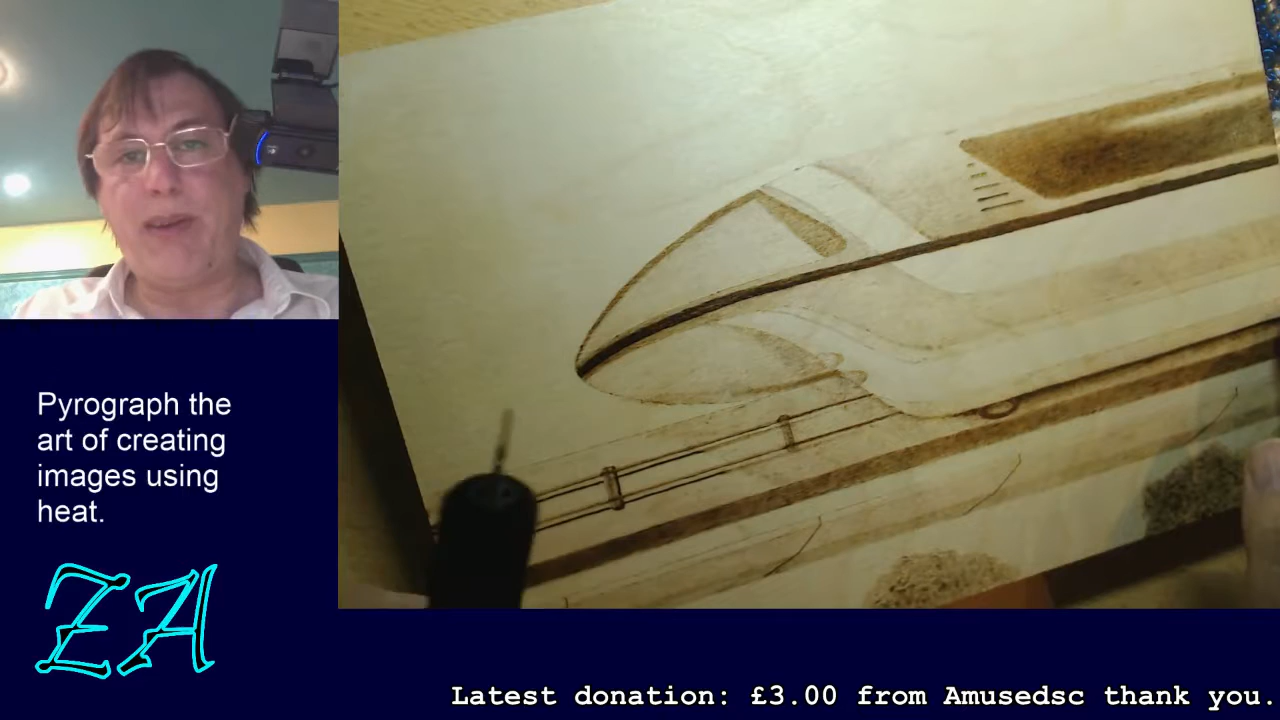 Pyrograph the
art of creating
images using
heat.
ZA
Latest donation: £3.00 from Amusedsc thank you.